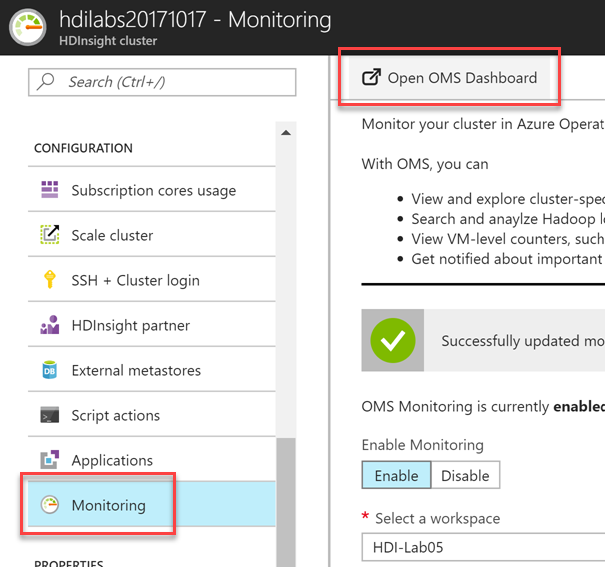 hdilabs20171017 - Monitoring
HDInsight cluster
Search (Ctrl+/)
CONFIGURATION
Subscription cores usage
Scale cluster
SSH + Cluster login
HDInsight partner
External metastores
DB
Script actions
Applications
Monitoring
PROPERTIES
Open OMS Dashboard
Monitor your cluster in Azure Operat
With OMS, you can
• View and explore cluster-spec
• Search and anaylze Hadoop lo
• View VM-level counters, such
• Get notified about important
Successfully updated mo
OMS Monitoring is currently enabled
Enable Monitoring
Enable Disable
* Select a workspace
HDI-Lab05